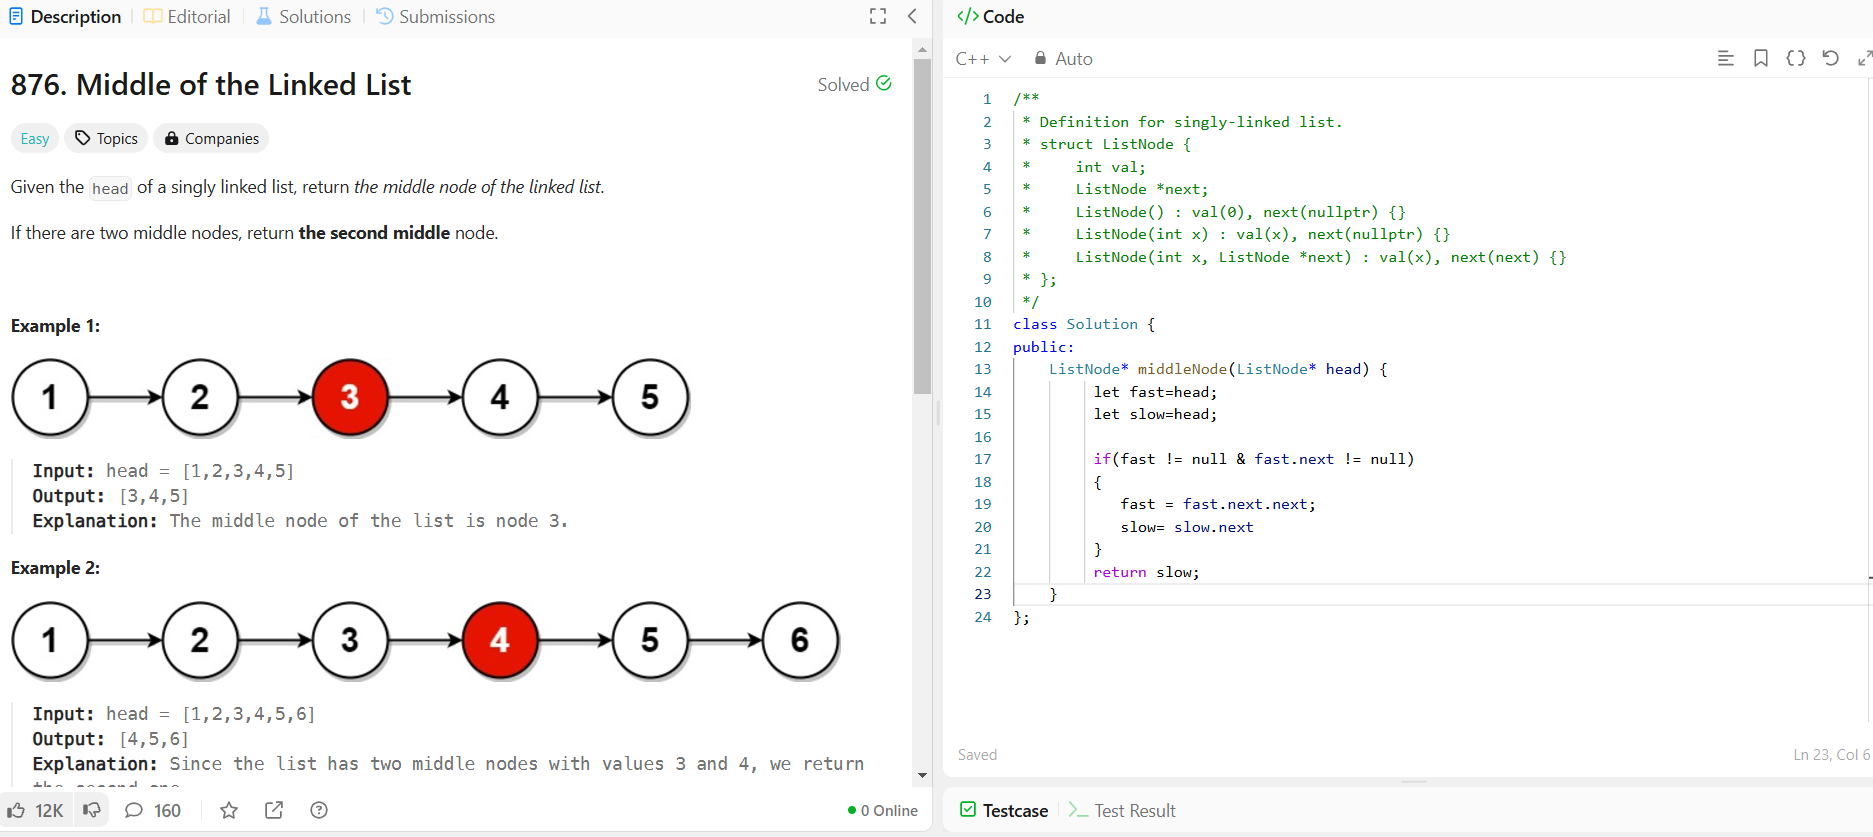 Description
Editorial
Solutions
Submissions
876. Middle of the Linked List
Solved
Easy
Topics
Companies
Given the head of a singly linked list, return the middle node of the linked list.
If there are two middle nodes, return the second middle node.
Example 1:
1 2 3 4 5
Input: head = [1,2,3,4,5]
Output: [3,4,5]
Explanation: The middle node of the list is node 3.
Example 2:
1 2 3 4 5 6
Input: head = [1,2,3,4,5,6]
Output: [4,5,6]
Explanation: Since the list has two middle nodes with values 3 and 4, we return
12K
160
0 Online
</> Code
C++
Auto
1 /**
2 * Definition for singly-linked list.
3 * struct ListNode {
4 *     int val;
5 *     ListNode *next;
6 *     ListNode() : val(0), next(nullptr) {}
7 *     ListNode(int x) : val(x), next(nullptr) {}
8 *     ListNode(int x, ListNode *next) : val(x), next(next) {}
9 * };
10 */
11 class Solution {
12 public:
13     ListNode* middleNode(ListNode* head) {
14         let fast=head;
15         let slow=head;
16
17         if(fast != null & fast.next != null)
18         {
19            fast = fast.next.next;
20            slow= slow.next
21         }
22         return slow;
23     }
24 };
Saved
Ln 23, Col 6
Testcase
Test Result